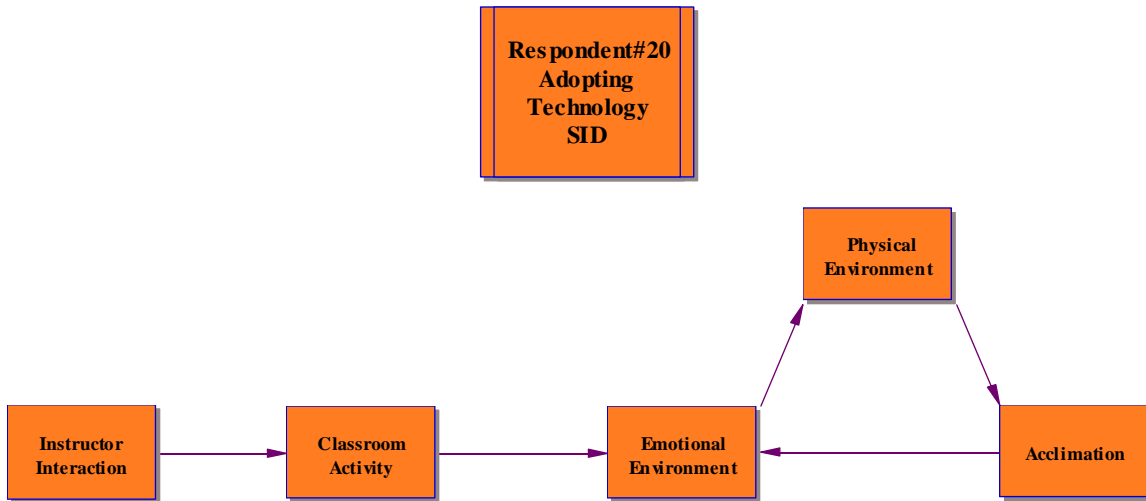 Respondent#20
Adopting
Technology
SID
Physical
Environment
Instructor
Interaction
Classroom
Activity
Emotional
Environment
Acclimation